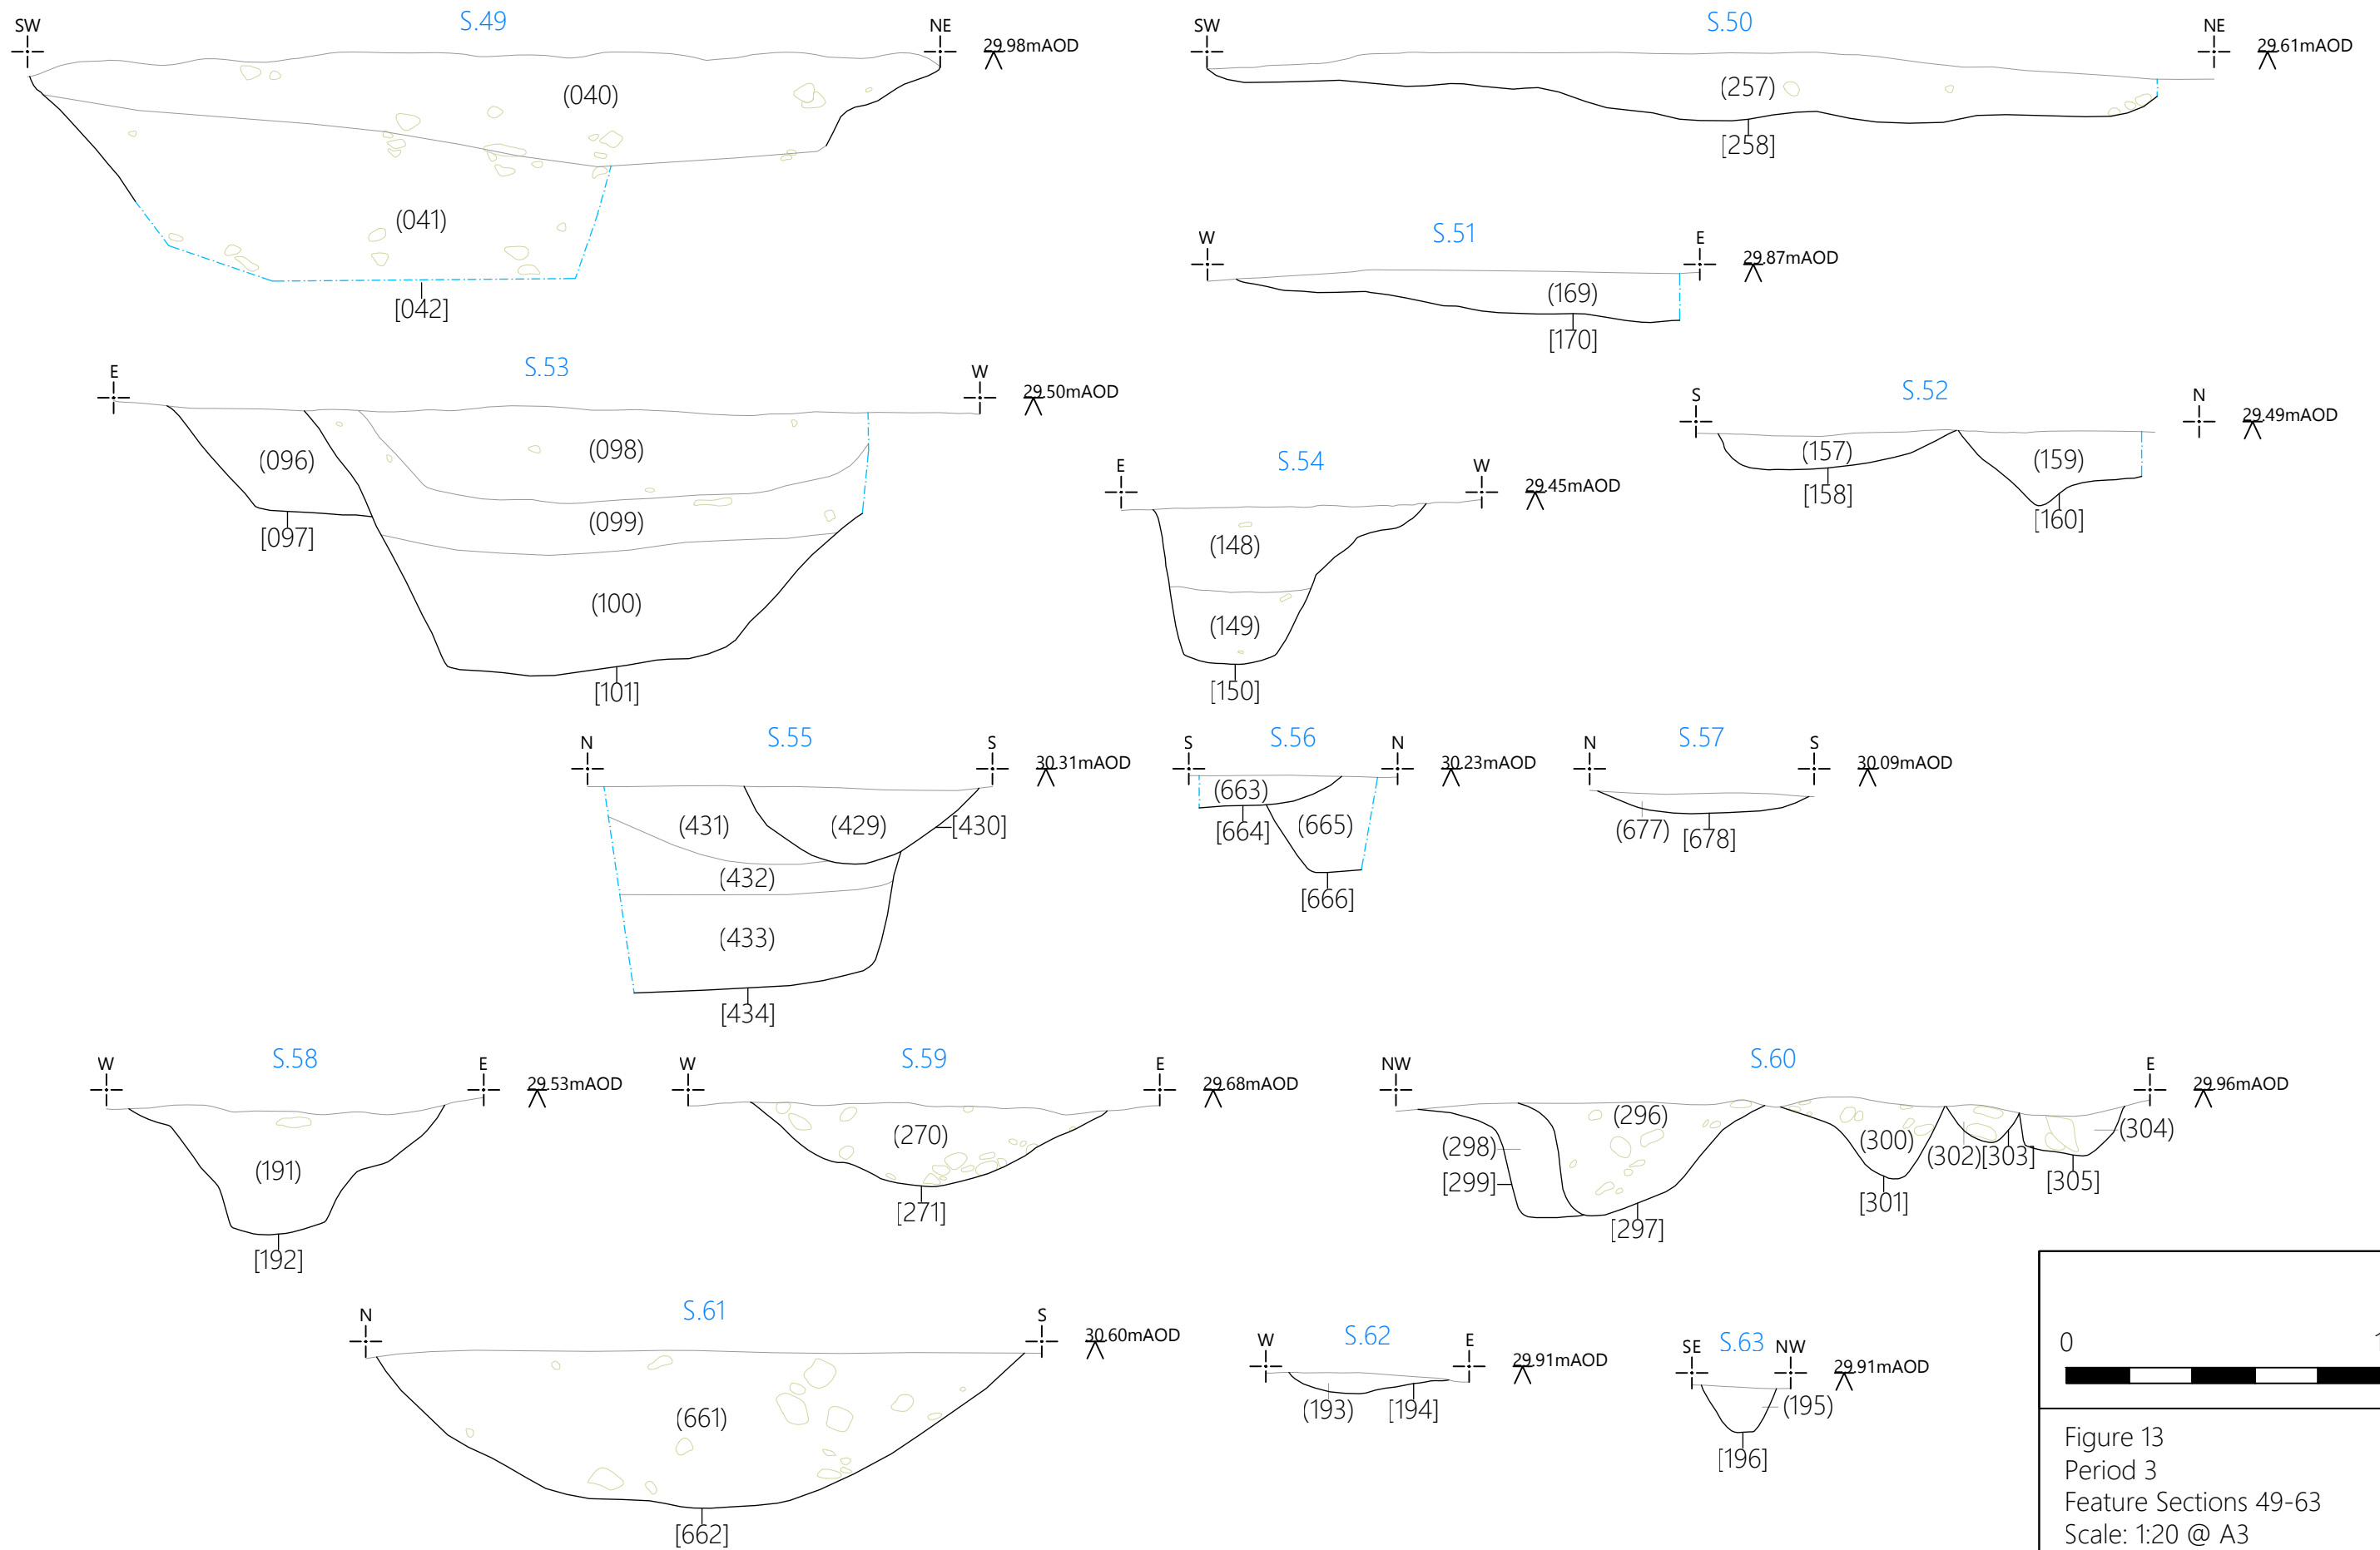 S.49
SW
NE
29.98mAOD
(040)
(041)
[042]
S.50
SW
NE
29.61mAOD
(257)
[258]
S.51
W
E
29.87mAOD
(169)
[170]
S.53
E
W
29.50mAOD
(096)
(098)
(099)
[097]
(100)
[101]
S.52
S
N
29.49mAOD
(157)
(159)
[158]
[160]
S.54
E
W
29.45mAOD
(148)
(149)
[150]
S.55
N
S
30.31mAOD
(431)
(429)
[430]
(432)
(433)
[434]
S.56
S
N
30.23mAOD
(663)
[664]
(665)
[666]
S.57
N
S
30.09mAOD
(677)
[678]
S.58
W
E
29.53mAOD
(191)
[192]
S.59
W
E
29.68mAOD
(270)
[271]
S.60
NW
E
29.96mAOD
(296)
(298)
[299]
[297]
(300)
[301]
(302)
[303]
(304)
[305]
S.61
N
S
30.60mAOD
(661)
[662]
S.62
W
E
29.91mAOD
(193)
[194]
S.63
SE
NW
29.91mAOD
(195)
[196]
0
Figure 13
Period 3
Feature Sections 49-63
Scale: 1:20 @ A3